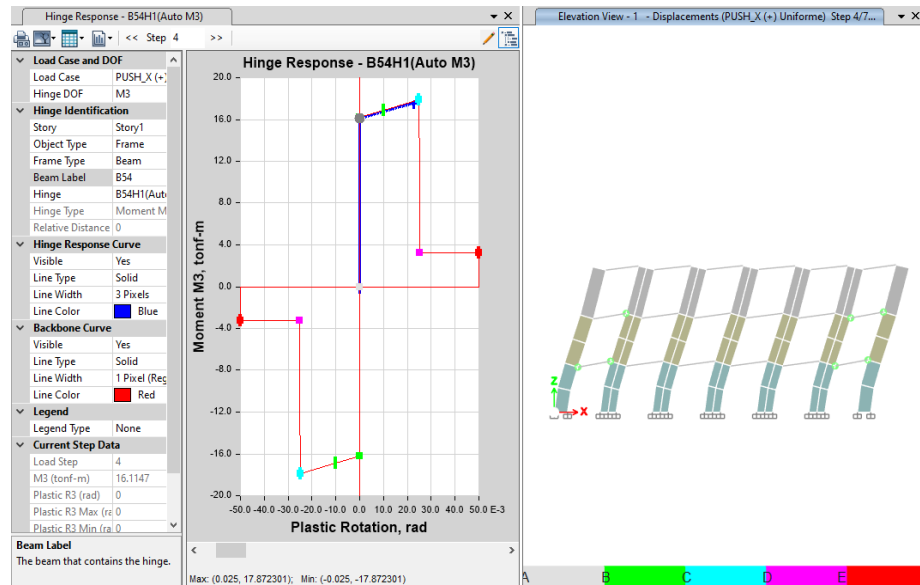 Hinge Response - B54H1(Auto M3)
<< Step 4 >>
Load Case and DOF
Load Case PUSH_X (+)
Hinge DOF M3
Hinge Identification
Story Story1
Object Type Frame
Frame Type Beam
Beam Label B54
Hinge B54H1(Auto
Hinge Type Moment M
Relative Distance 0
Hinge Response Curve
Visible Yes
Line Type Solid
Line Width 3 Pixels
Line Color Blue
Backbone Curve
Visible Yes
Line Type Solid
Line Width 1 Pixel (Reg
Line Color Red
Legend
Legend Type None
Current Step Data
Load Step 4
M3 (tonf-m) 16.1147
Plastic R3 (rad) 0
Plastic R3 Max (ra 0
Plastic R3 Min (ra 0
Beam Label
The beam that contains the hinge.
Hinge Response - B54H1(Auto M3)
Moment M3, tonf-m
20.0
16.0
12.0
8.0
4.0
0.0
-4.0
-8.0
-12.0
-16.0
-20.0
-50.0 -40.0 -30.0 -20.0 -10.0 0.0 10.0 20.0 30.0 40.0 50.0 E-3
Plastic Rotation, rad
Max: (0.025, 17.872301); Min: (-0.025, -17.872301)
Elevation View - 1 - Displacements (PUSH_X (+) Uniforme) Step 4/7...
Z
X
A B C D E